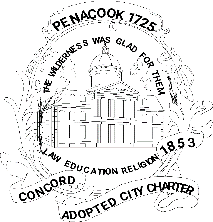 PENACOOK 1725
THE WILDERNESS WAS GLAD FOR THEM
LAW EDUCATION RELIGION 1853
CONCORD
ADOPTED CITY CHARTER